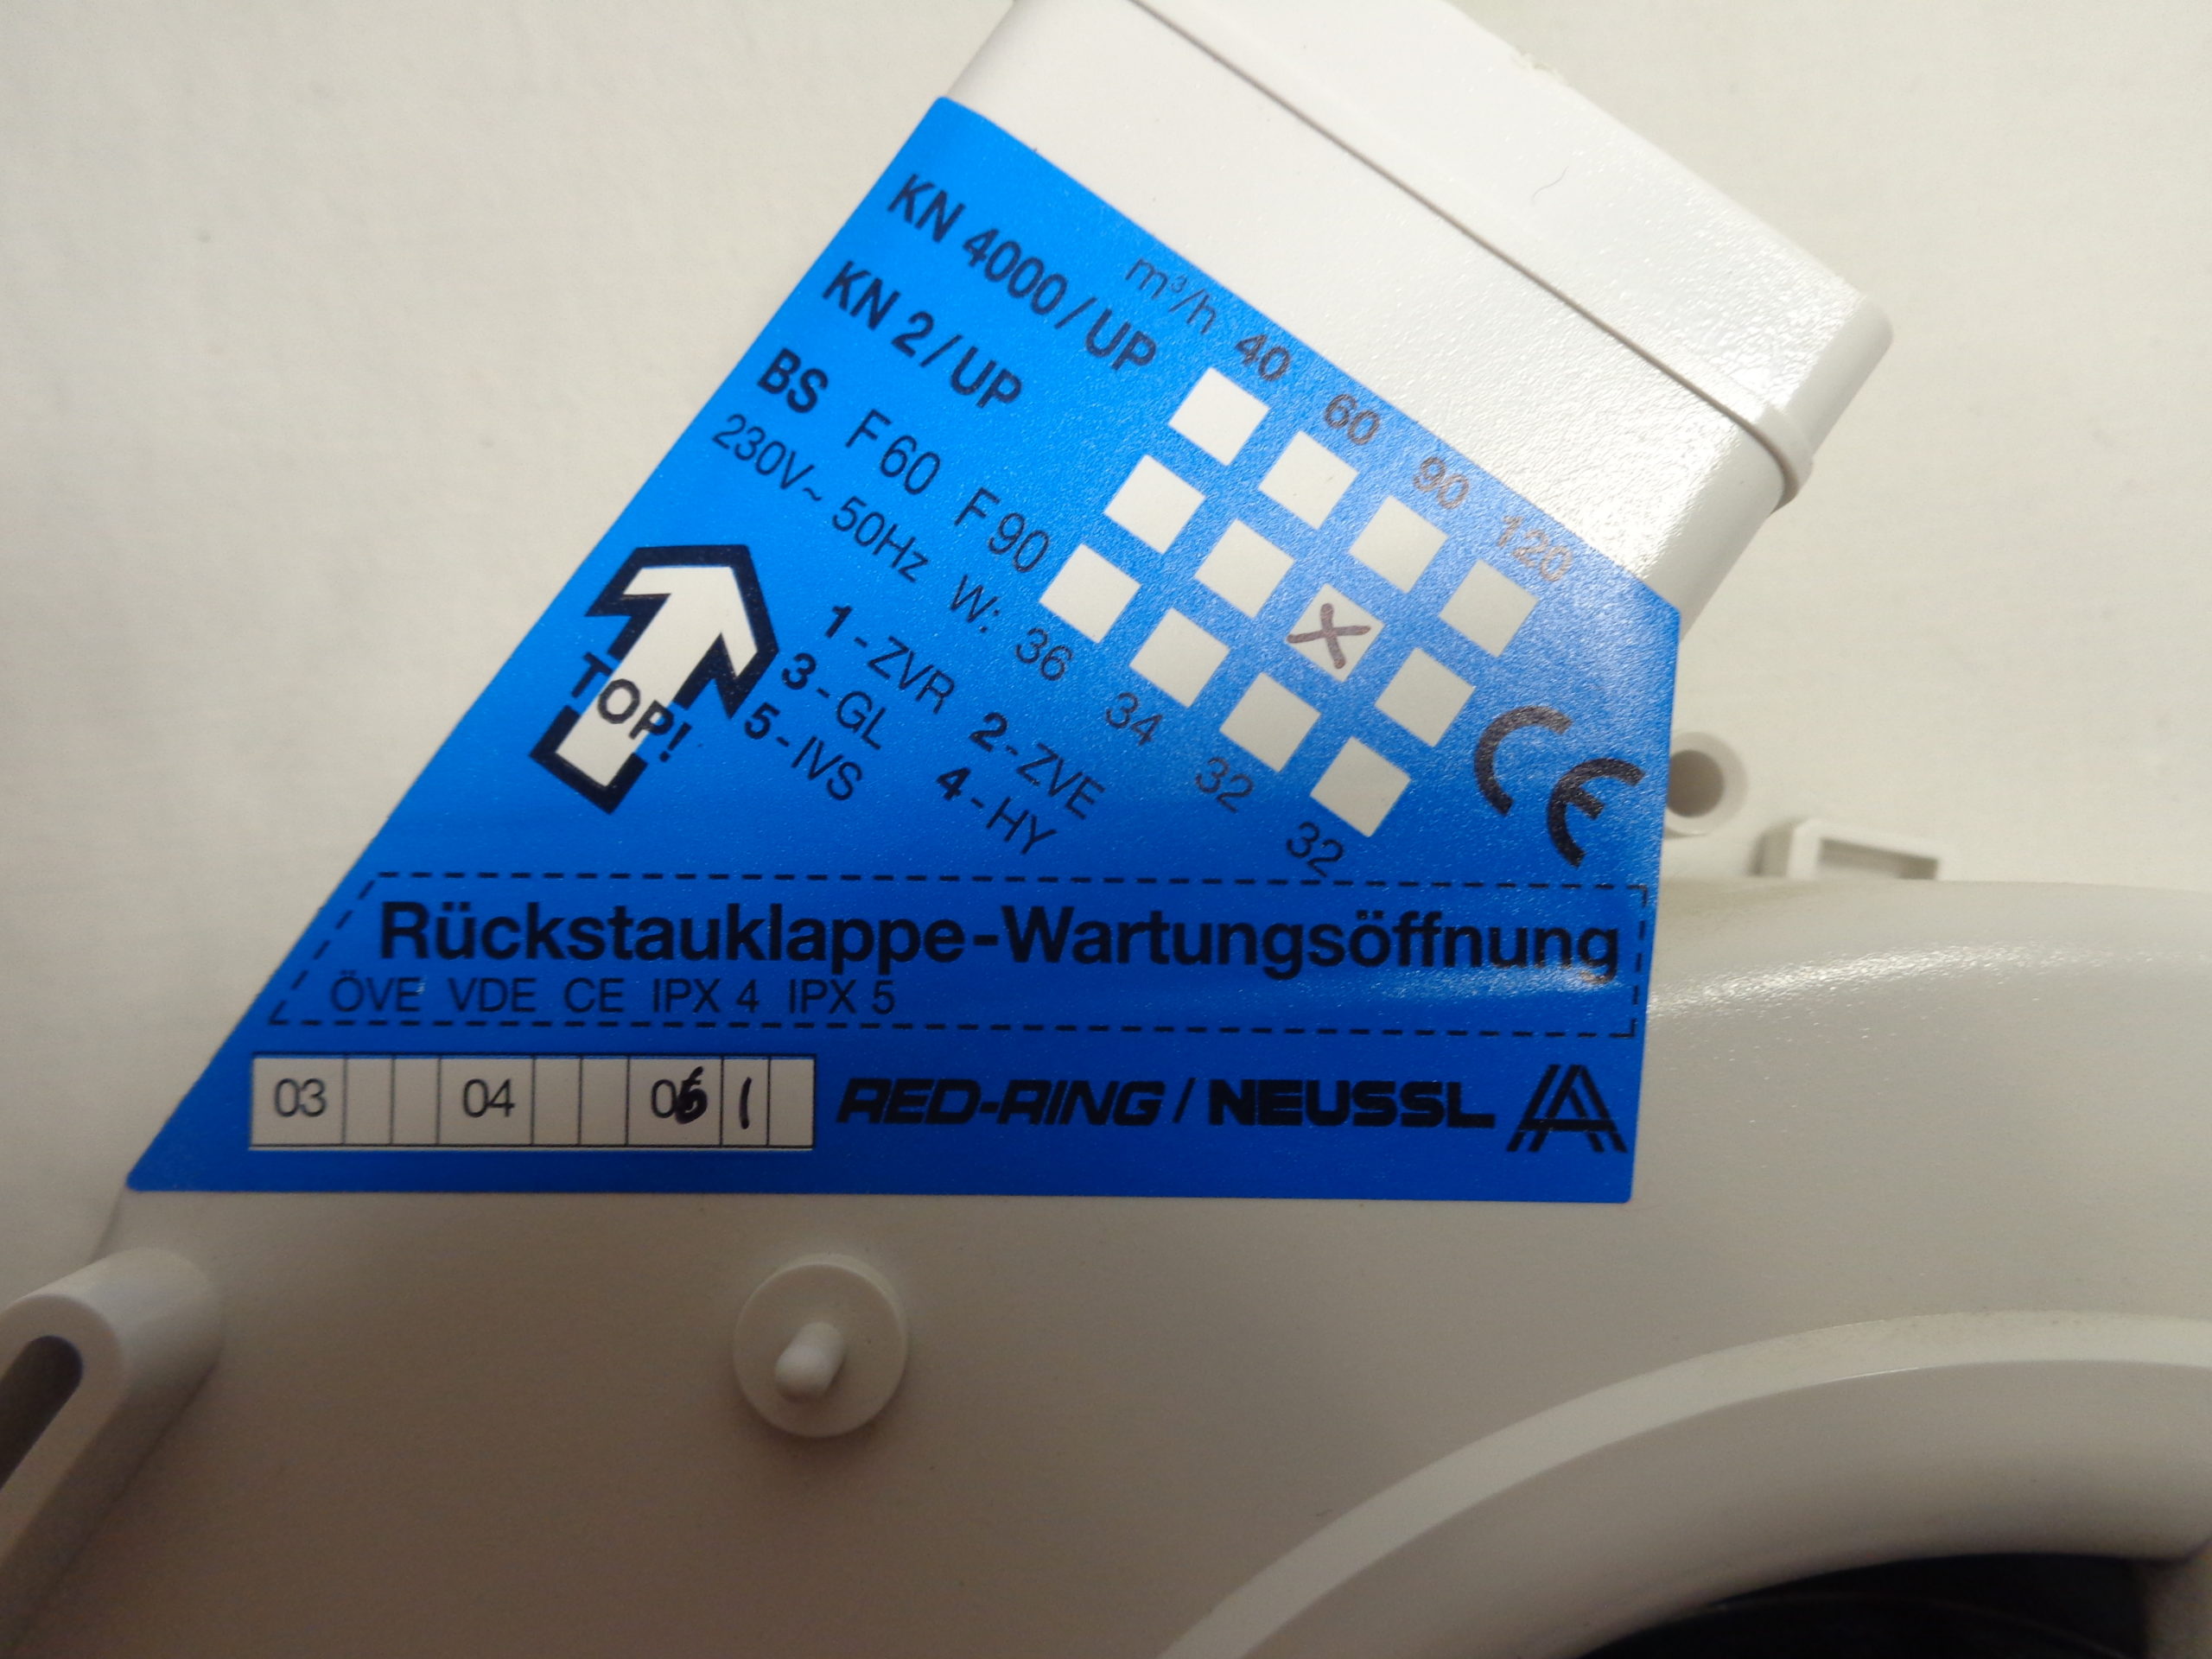 m³/h 40 60 90 120
KN 4000 / UP
KN 2 / UP X
BS F 60 F 90
230V~ 50Hz W: 36 34 32 32
1 - ZVR 2 - ZVE
3 - GL 4 - HY
5 - IVS
TOP!
CE
Rückstauklappe-Wartungsöffnung
ÖVE VDE CE IPX 4 IPX 5
03 04 06 1
RED-RING / NEUSSL